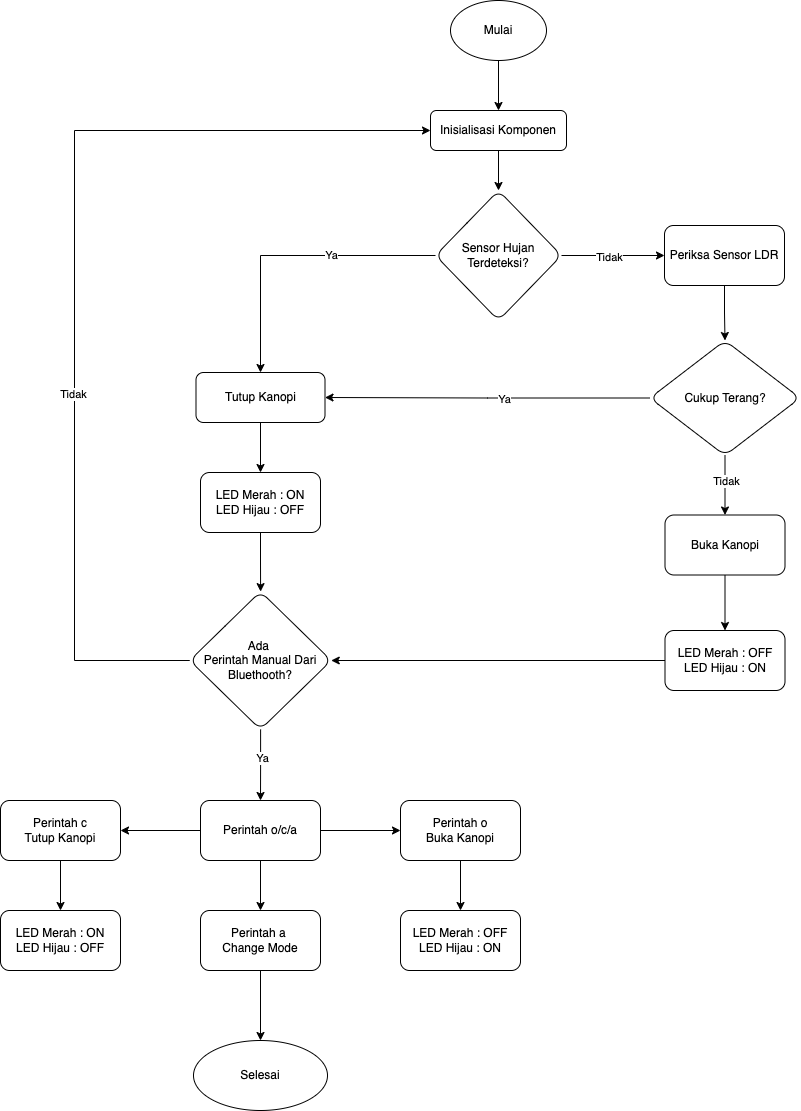 Mulai
Inisialisasi Komponen
Sensor Hujan
Terdeteksi?
Ya
Tidak
Periksa Sensor LDR
Tidak
Tutup Kanopi
Ya
Cukup Terang?
Tidak
LED Merah : ON
LED Hijau : OFF
Buka Kanopi
Ada
Perintah Manual Dari
Bluethooth?
LED Merah : OFF
LED Hijau : ON
Ya
Perintah c
Tutup Kanopi
Perintah o/c/a
Perintah o
Buka Kanopi
LED Merah : ON
LED Hijau : OFF
Perintah a
Change Mode
LED Merah : OFF
LED Hijau : ON
Selesai